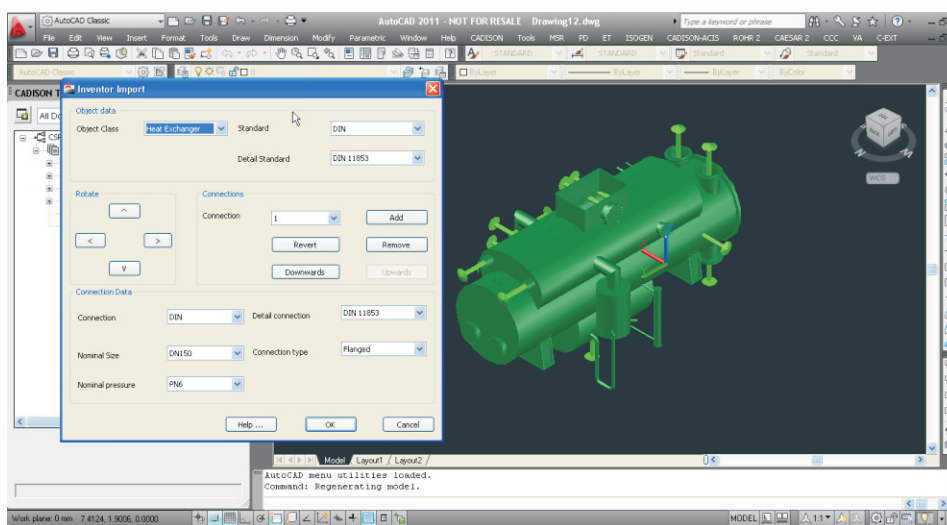 AutoCAD Classic
AutoCAD 2011 - NOT FOR RESALE Drawing12.dwg
Type a keyword or phrase
File Edit View Insert Format Tools Draw Dimension Modify Parametric Window Help CADISON Tools MSR PD ET ISOGEN CADISON-ACIS ROHR 2 CAESAR 2 CCC VA C-EXT
STANDARD STANDARD Standard Standard
AutoCAD Classic 0 ByLayer ByLayer ByLayer ByColor
CADISON T
Inventor Import
All Do
Object data
Object Class Heat Exchanger Standard DIN
Detail Standard DIN 11853
Rotate
^
< >
v
Connections
Connection 1 Add
Revert Remove
Downwards Upwards
Connection Data
Connection DIN Detail connection DIN 11853
Nominal Size DN150 Connection type Flanged
Nominal pressure PN6
Help ... OK Cancel
BACK LEFT
N
WCS
Model Layout1 Layout2
AutoCAD menu utilities loaded.
Command: Regenerating model.
Work plane: 0 mm 7.4124, 1.9006, 0.0000
MODEL 1:1